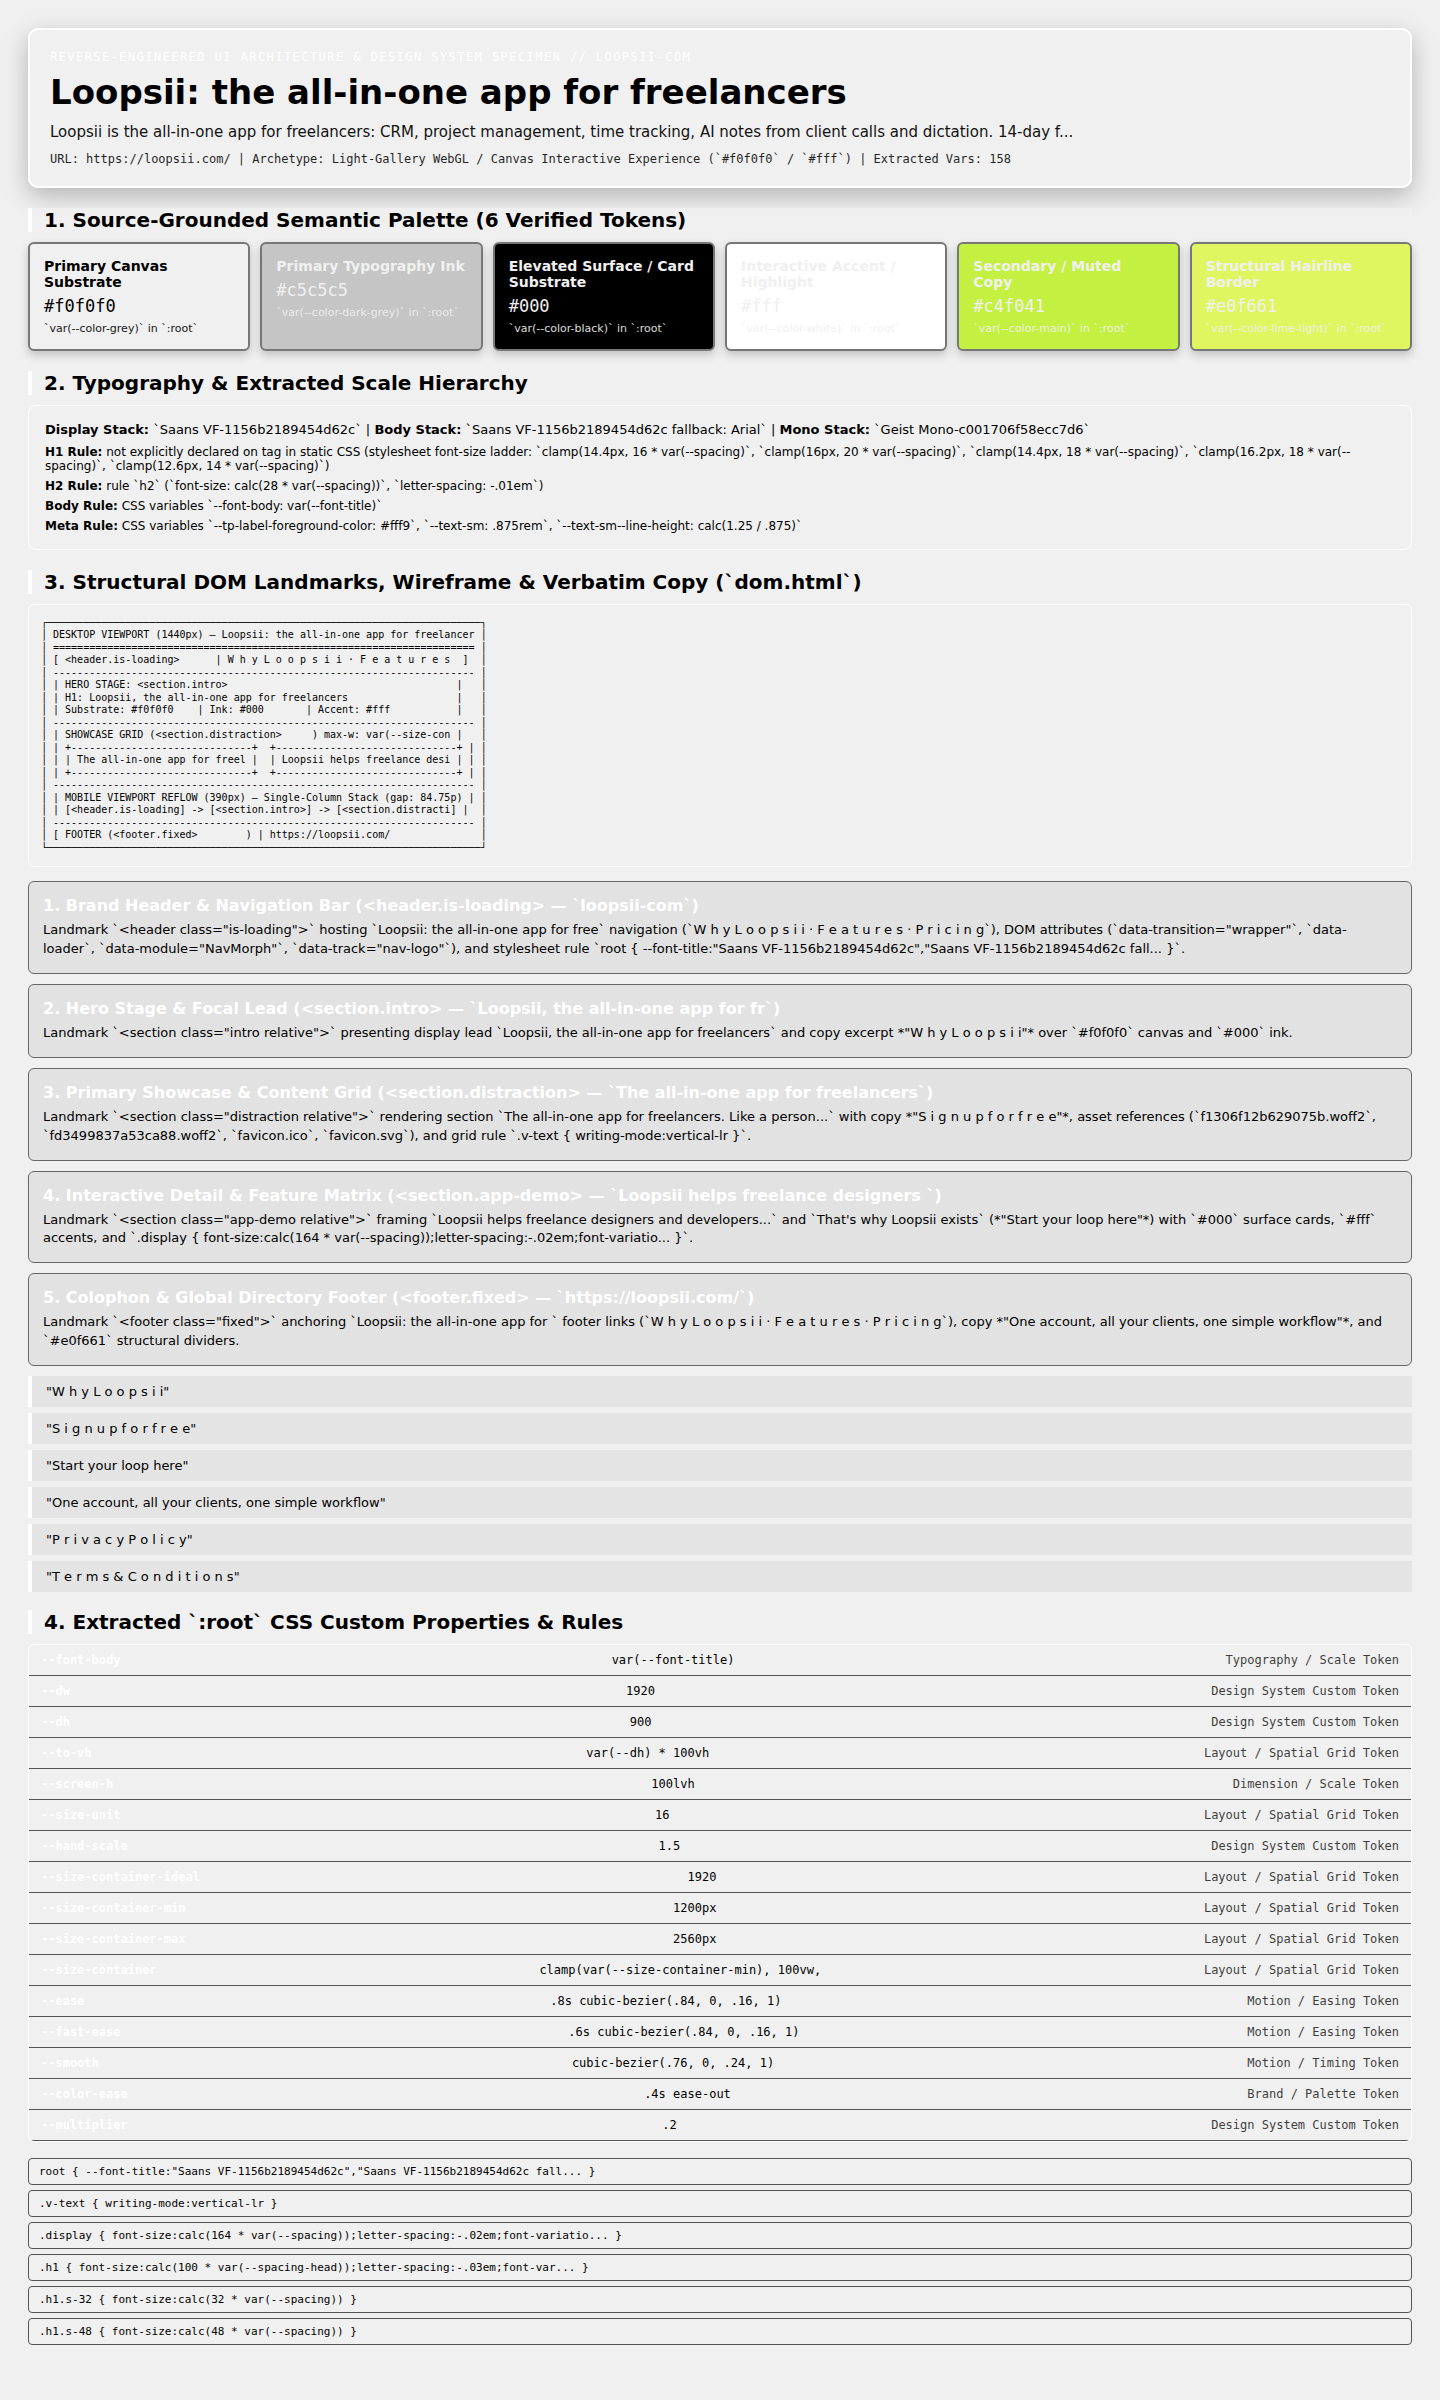 REVERSE-ENGINEERED UI ARCHITECTURE & DESIGN SYSTEM SPECIMEN // LOOPSII-COM
Loopsii: the all-in-one app for freelancers
Loopsii is the all-in-one app for freelancers: CRM, project management, time tracking, AI notes from client calls and dictation. 14-day f...
URL: https://loopsii.com/ | Archetype: Light-Gallery WebGL / Canvas Interactive Experience (`#f0f0f0` / `#fff`) | Extracted Vars: 158
1. Source-Grounded Semantic Palette (6 Verified Tokens)
Primary Canvas
Substrate
#f0f0f0
`var(--color-grey)` in `:root`
Primary Typography Ink
#c5c5c5
`var(--color-dark-grey)` in `:root`
Elevated Surface / Card
Substrate
#000
`var(--color-black)` in `:root`
Interactive Accent /
Highlight
#fff
`var(--color-white)` in `:root`
Secondary / Muted
Copy
#c4f041
`var(--color-main)` in `:root`
Structural Hairline
Border
#e0f661
`var(--color-lime-light)` in `:root`
2. Typography & Extracted Scale Hierarchy
Display Stack: `Saans VF-1156b2189454d62c` | Body Stack: `Saans VF-1156b2189454d62c fallback: Arial` | Mono Stack: `Geist Mono-c001706f58ecc7d6`
H1 Rule: not explicitly declared on tag in static CSS (stylesheet font-size ladder: `clamp(14.4px, 16 * var(--spacing)`, `clamp(16px, 20 * var(--spacing)`, `clamp(14.4px, 18 * var(--spacing)`, `clamp(16.2px, 18 * var(--
spacing)`, `clamp(12.6px, 14 * var(--spacing)`)
H2 Rule: rule `h2` (`font-size: calc(28 * var(--spacing))`, `letter-spacing: -.01em`)
Body Rule: CSS variables `--font-body: var(--font-title)`
Meta Rule: CSS variables `--tp-label-foreground-color: #fff9`, `--text-sm: .875rem`, `--text-sm--line-height: calc(1.25 / .875)`
3. Structural DOM Landmarks, Wireframe & Verbatim Copy (`dom.html`)
DESKTOP VIEWPORT (1440px) — Loopsii: the all-in-one app for freelancer
======================================================================
[ <header.is-loading>      | W h y L o o p s i i · F e a t u r e s  ]
----------------------------------------------------------------------
| HERO STAGE: <section.intro>                                      |
| H1: Loopsii, the all-in-one app for freelancers                  |
| Substrate: #f0f0f0    | Ink: #000       | Accent: #fff           |
----------------------------------------------------------------------
| SHOWCASE GRID (<section.distraction>     ) max-w: var(--size-con |
| +------------------------------+  +------------------------------+ |
| | The all-in-one app for freel |  | Loopsii helps freelance desi | |
| +------------------------------+  +------------------------------+ |
----------------------------------------------------------------------
| MOBILE VIEWPORT REFLOW (390px) — Single-Column Stack (gap: 84.75p) |
| [<header.is-loading] -> [<section.intro>] -> [<section.distracti] |
----------------------------------------------------------------------
[ FOOTER (<footer.fixed>        ) | https://loopsii.com/
1. Brand Header & Navigation Bar (<header.is-loading> — `loopsii-com`)
Landmark `<header class="is-loading">` hosting `Loopsii: the all-in-one app for free` navigation (`W h y L o o p s i i · F e a t u r e s · P r i c i n g`), DOM attributes (`data-transition="wrapper"`, `data-
loader`, `data-module="NavMorph"`, `data-track="nav-logo"`), and stylesheet rule `root { --font-title:"Saans VF-1156b2189454d62c","Saans VF-1156b2189454d62c fall... }`.
2. Hero Stage & Focal Lead (<section.intro> — `Loopsii, the all-in-one app for fr`)
Landmark `<section class="intro relative">` presenting display lead `Loopsii, the all-in-one app for freelancers` and copy excerpt *"W h y L o o p s i i"* over `#f0f0f0` canvas and `#000` ink.
3. Primary Showcase & Content Grid (<section.distraction> — `The all-in-one app for freelancers`)
Landmark `<section class="distraction relative">` rendering section `The all-in-one app for freelancers. Like a person...` with copy *"S i g n u p f o r f r e e"*, asset references (`f1306f12b629075b.woff2`,
`fd3499837a53ca88.woff2`, `favicon.ico`, `favicon.svg`), and grid rule `.v-text { writing-mode:vertical-lr }`.
4. Interactive Detail & Feature Matrix (<section.app-demo> — `Loopsii helps freelance designers `)
Landmark `<section class="app-demo relative">` framing `Loopsii helps freelance designers and developers...` and `That's why Loopsii exists` (*"Start your loop here"*) with `#000` surface cards, `#fff`
accents, and `.display { font-size:calc(164 * var(--spacing));letter-spacing:-.02em;font-variatio... }`.
5. Colophon & Global Directory Footer (<footer.fixed> — `https://loopsii.com/`)
Landmark `<footer class="fixed">` anchoring `Loopsii: the all-in-one app for ` footer links (`W h y L o o p s i i · F e a t u r e s · P r i c i n g`), copy *"One account, all your clients, one simple workflow"*, and
`#e0f661` structural dividers.
"W h y L o o p s i i"
"S i g n u p f o r f r e e"
"Start your loop here"
"One account, all your clients, one simple workflow"
"P r i v a c y P o l i c y"
"T e r m s & C o n d i t i o n s"
4. Extracted `:root` CSS Custom Properties & Rules
--font-body var(--font-title) Typography / Scale Token
--dw 1920 Design System Custom Token
--dh 900 Design System Custom Token
--to-vh var(--dh) * 100vh Layout / Spatial Grid Token
--screen-h 100lvh Dimension / Scale Token
--size-unit 16 Layout / Spatial Grid Token
--hand-scale 1.5 Design System Custom Token
--size-container-ideal 1920 Layout / Spatial Grid Token
--size-container-min 1200px Layout / Spatial Grid Token
--size-container-max 2560px Layout / Spatial Grid Token
--size-container clamp(var(--size-container-min), 100vw, Layout / Spatial Grid Token
--ease .8s cubic-bezier(.84, 0, .16, 1) Motion / Easing Token
--fast-ease .6s cubic-bezier(.84, 0, .16, 1) Motion / Easing Token
--smooth cubic-bezier(.76, 0, .24, 1) Motion / Timing Token
--color-ease .4s ease-out Brand / Palette Token
--multiplier .2 Design System Custom Token
root { --font-title:"Saans VF-1156b2189454d62c","Saans VF-1156b2189454d62c fall... }
.v-text { writing-mode:vertical-lr }
.display { font-size:calc(164 * var(--spacing));letter-spacing:-.02em;font-variatio... }
.h1 { font-size:calc(100 * var(--spacing-head));letter-spacing:-.03em;font-var... }
.h1.s-32 { font-size:calc(32 * var(--spacing)) }
.h1.s-48 { font-size:calc(48 * var(--spacing)) }